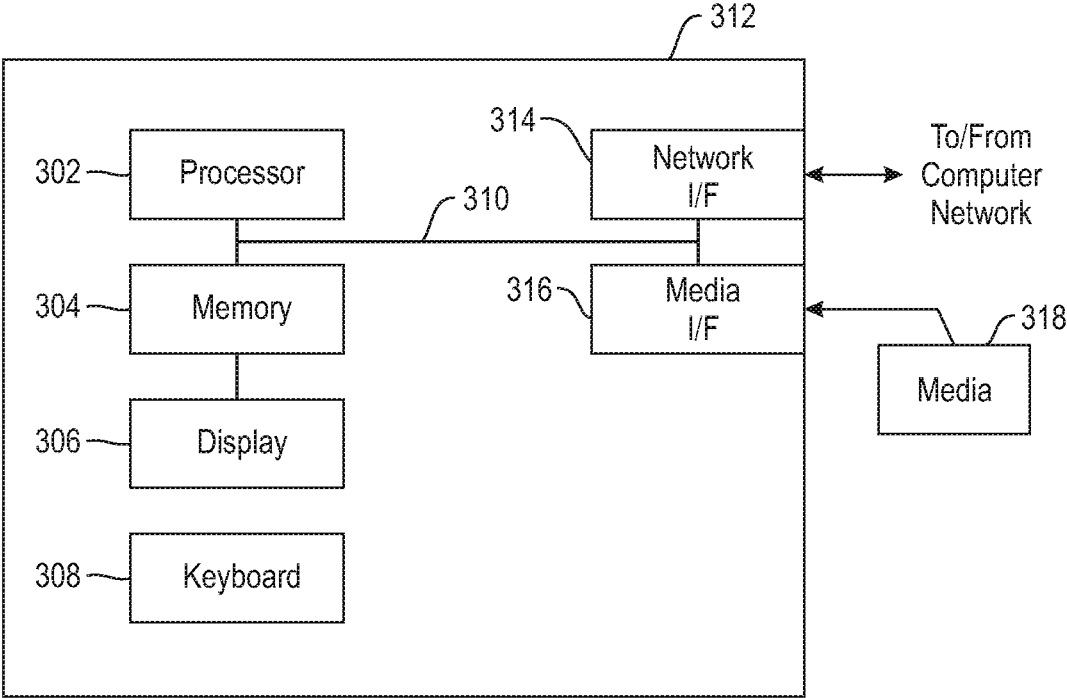 312
314
302
Processor
Network
I/F
To/From
Computer
Network
310
304
Memory
316
Media
I/F
318
Media
306
Display
308
Keyboard